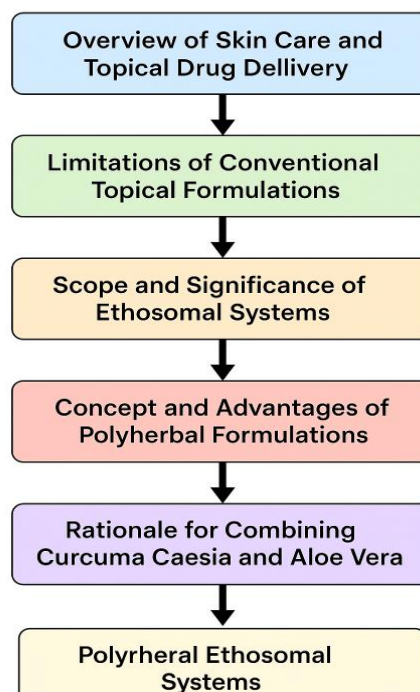 Overview of Skin Care and
Topical Drug Dellivery
Limitations of Conventional
Topical Formulations
Scope and Significance of
Ethosomal Systems
Concept and Advantages of
Polyherbal Formulations
Rationale for Combining
Curcuma Caesia and Aloe Vera
Polyrheral Ethosomal
Systems